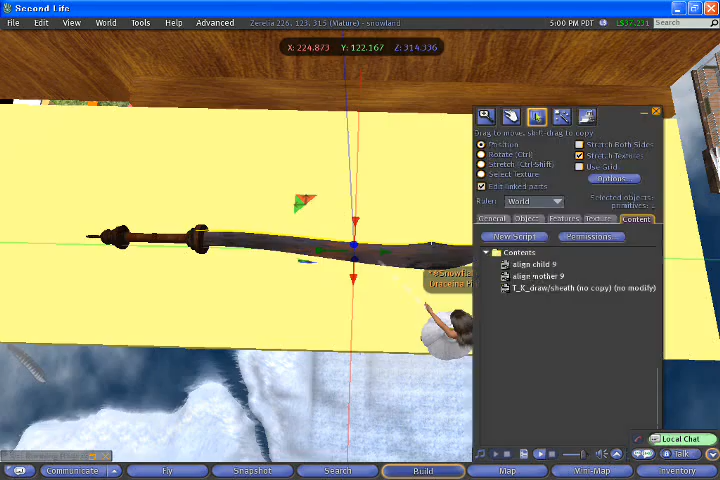 Second Life
File Edit View World Tools Help Advanced
Zerelia 226, 123, 315 (Mature) - snowland
5:00 PM PDT
L$37,231
Search
X: 224.873 Y: 122.167 Z: 314.336
Drag to move, shift-drag to copy
Position
Rotate (Ctrl)
Stretch (Ctrl-Shift)
Select Texture
Edit linked parts
Stretch Both Sides
Stretch Textures
Use Grid
Options...
Ruler: World
Selected objects:
primitives:
General Object Features Texture Content
New Script Permissions...
Contents
align child 9
align mother 9
T_K_draw/sheath (no copy) (no modify)
Draceina
Local Chat
Talk
Communicate Fly Snapshot Search Build Map Mini-Map Inventory